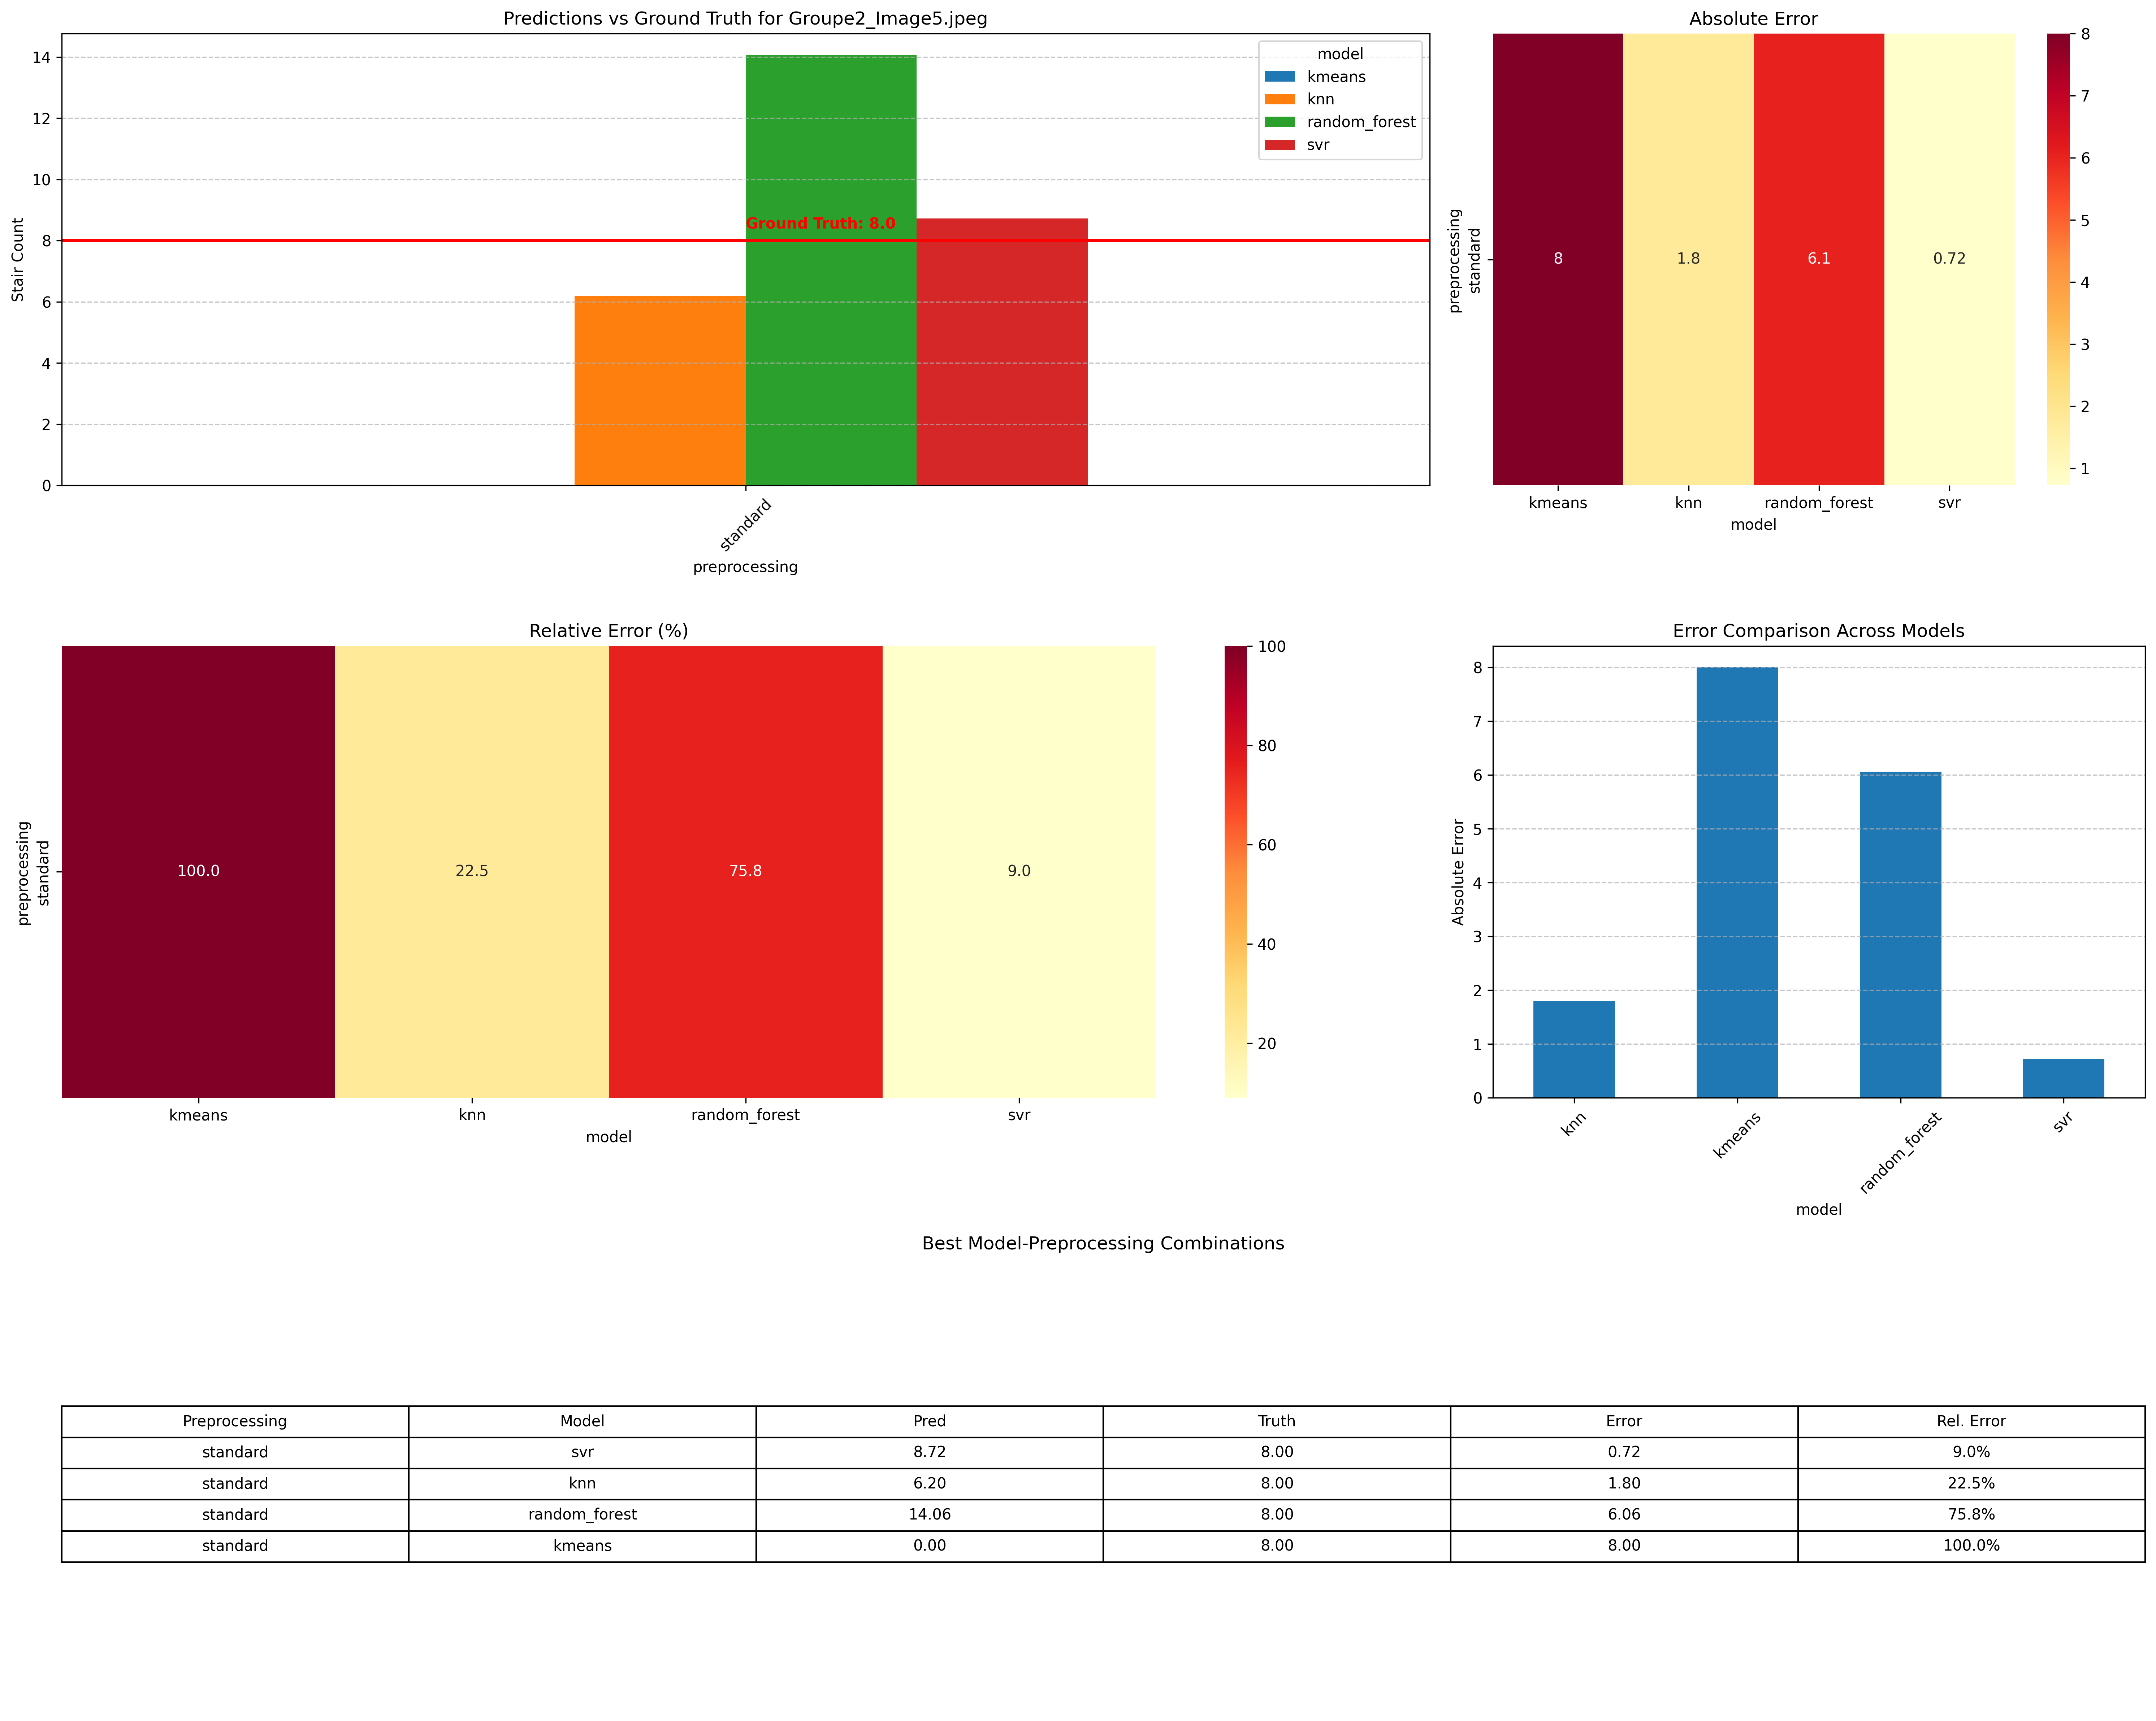 Predictions vs Ground Truth for Groupe2_Image5.jpeg
Stair Count
14
12
10
8
6
4
2
0
Ground Truth: 8.0
model
kmeans
knn
random_forest
svr
standard
preprocessing
Absolute Error
preprocessing
standard
8
1.8
6.1
0.72
kmeans
knn
random_forest
svr
model
8
7
6
5
4
3
2
1
Relative Error (%)
preprocessing
standard
100.0
22.5
75.8
9.0
kmeans
knn
random_forest
svr
model
100
80
60
40
20
Error Comparison Across Models
Absolute Error
8
7
6
5
4
3
2
1
0
knn
kmeans
random_forest
svr
model
Best Model-Preprocessing Combinations
Preprocessing Model Pred Truth Error Rel. Error
standard svr 8.72 8.00 0.72 9.0%
standard knn 6.20 8.00 1.80 22.5%
standard random_forest 14.06 8.00 6.06 75.8%
standard kmeans 0.00 8.00 8.00 100.0%